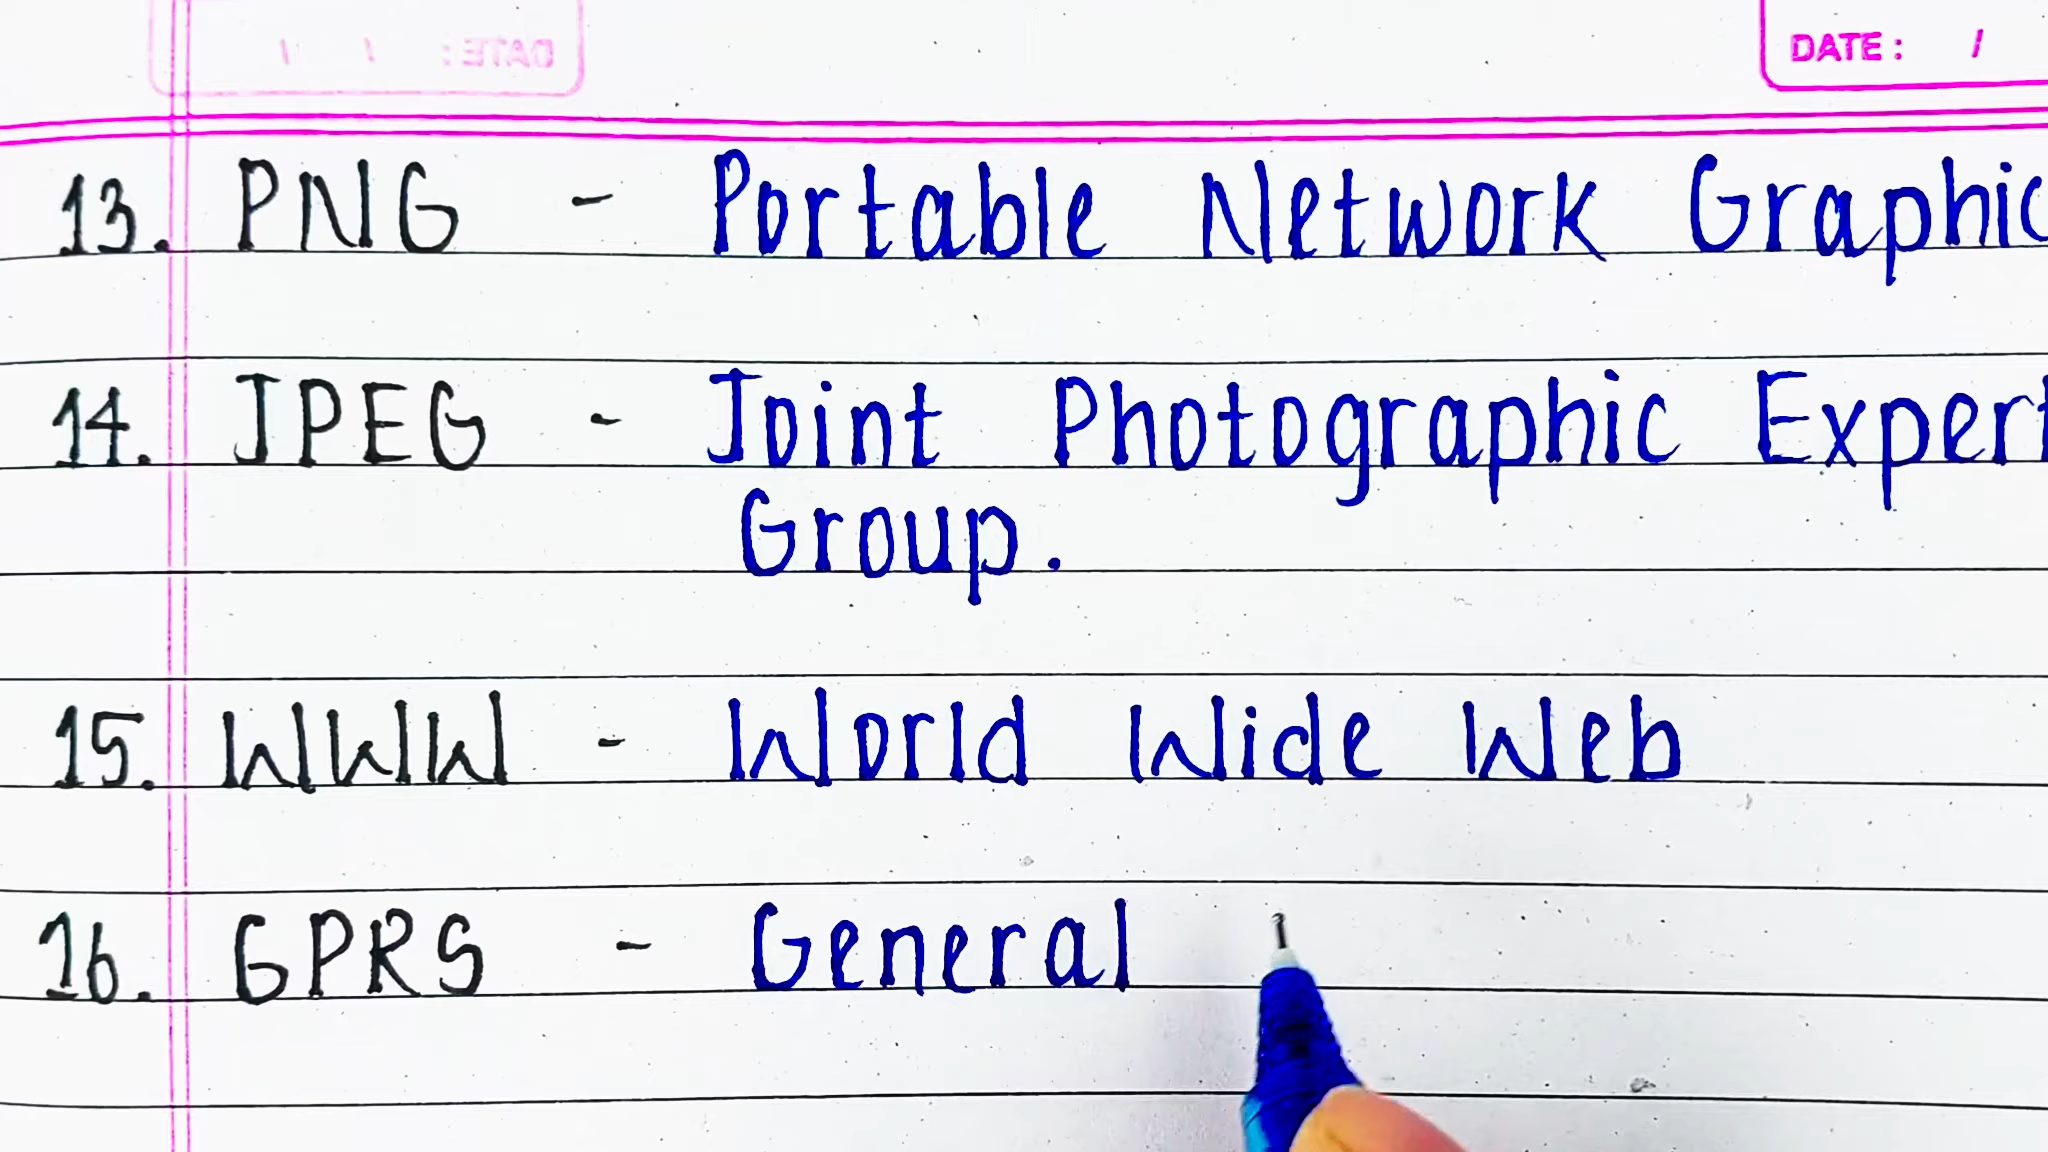 DATE: / /
DATE: /
13. PNG - Portable Network Graphic
14. JPEG - Joint Photographic Expert
Group.
15. WWW - World Wide Web
16. GPRS - General